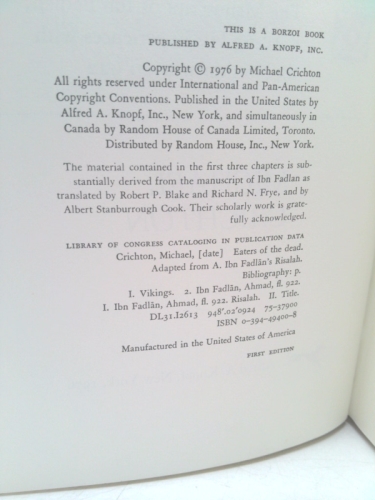 THIS IS A BORZOI BOOK
PUBLISHED BY ALFRED A. KNOPF, INC.
Copyright © 1976 by Michael Crichton
All rights reserved under International and Pan-American
Copyright Conventions. Published in the United States by
Alfred A. Knopf, Inc., New York, and simultaneously in
Canada by Random House of Canada Limited, Toronto.
Distributed by Random House, Inc., New York.
The material contained in the first three chapters is sub-
stantially derived from the manuscript of Ibn Fadlan as
translated by Robert P. Blake and Richard N. Frye, and by
Albert Stanburrough Cook. Their scholarly work is grate-
fully acknowledged.
LIBRARY OF CONGRESS CATALOGING IN PUBLICATION DATA
Crichton, Michael, [date] Eaters of the dead.
Adapted from A. Ibn Fadlān's Risalah.
Bibliography: p.
1. Vikings. 2. Ibn Fadlān, Ahmad, fl. 922.
I. Ibn Fadlān, Ahmad, fl. 922. Risalah. II. Title.
DL31.I2613 948'.02'0924 75-37900
ISBN 0-394-49400-8
Manufactured in the United States of America
FIRST EDITION